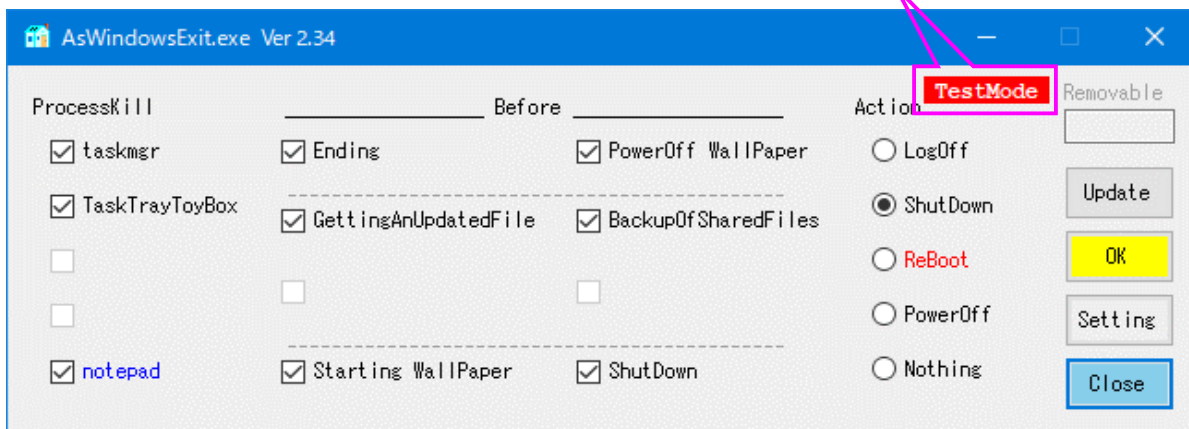 AsWindowsExit.exe Ver 2.34
TestMode
Removable
ProcessKill Before Action
taskmgr Ending PowerOff WallPaper LogOff
TaskTrayToyBox GettingAnUpdatedFile BackupOfSharedFiles ShutDown Update
ReBoot OK
PowerOff Setting
notepad Starting WallPaper ShutDown Nothing Close